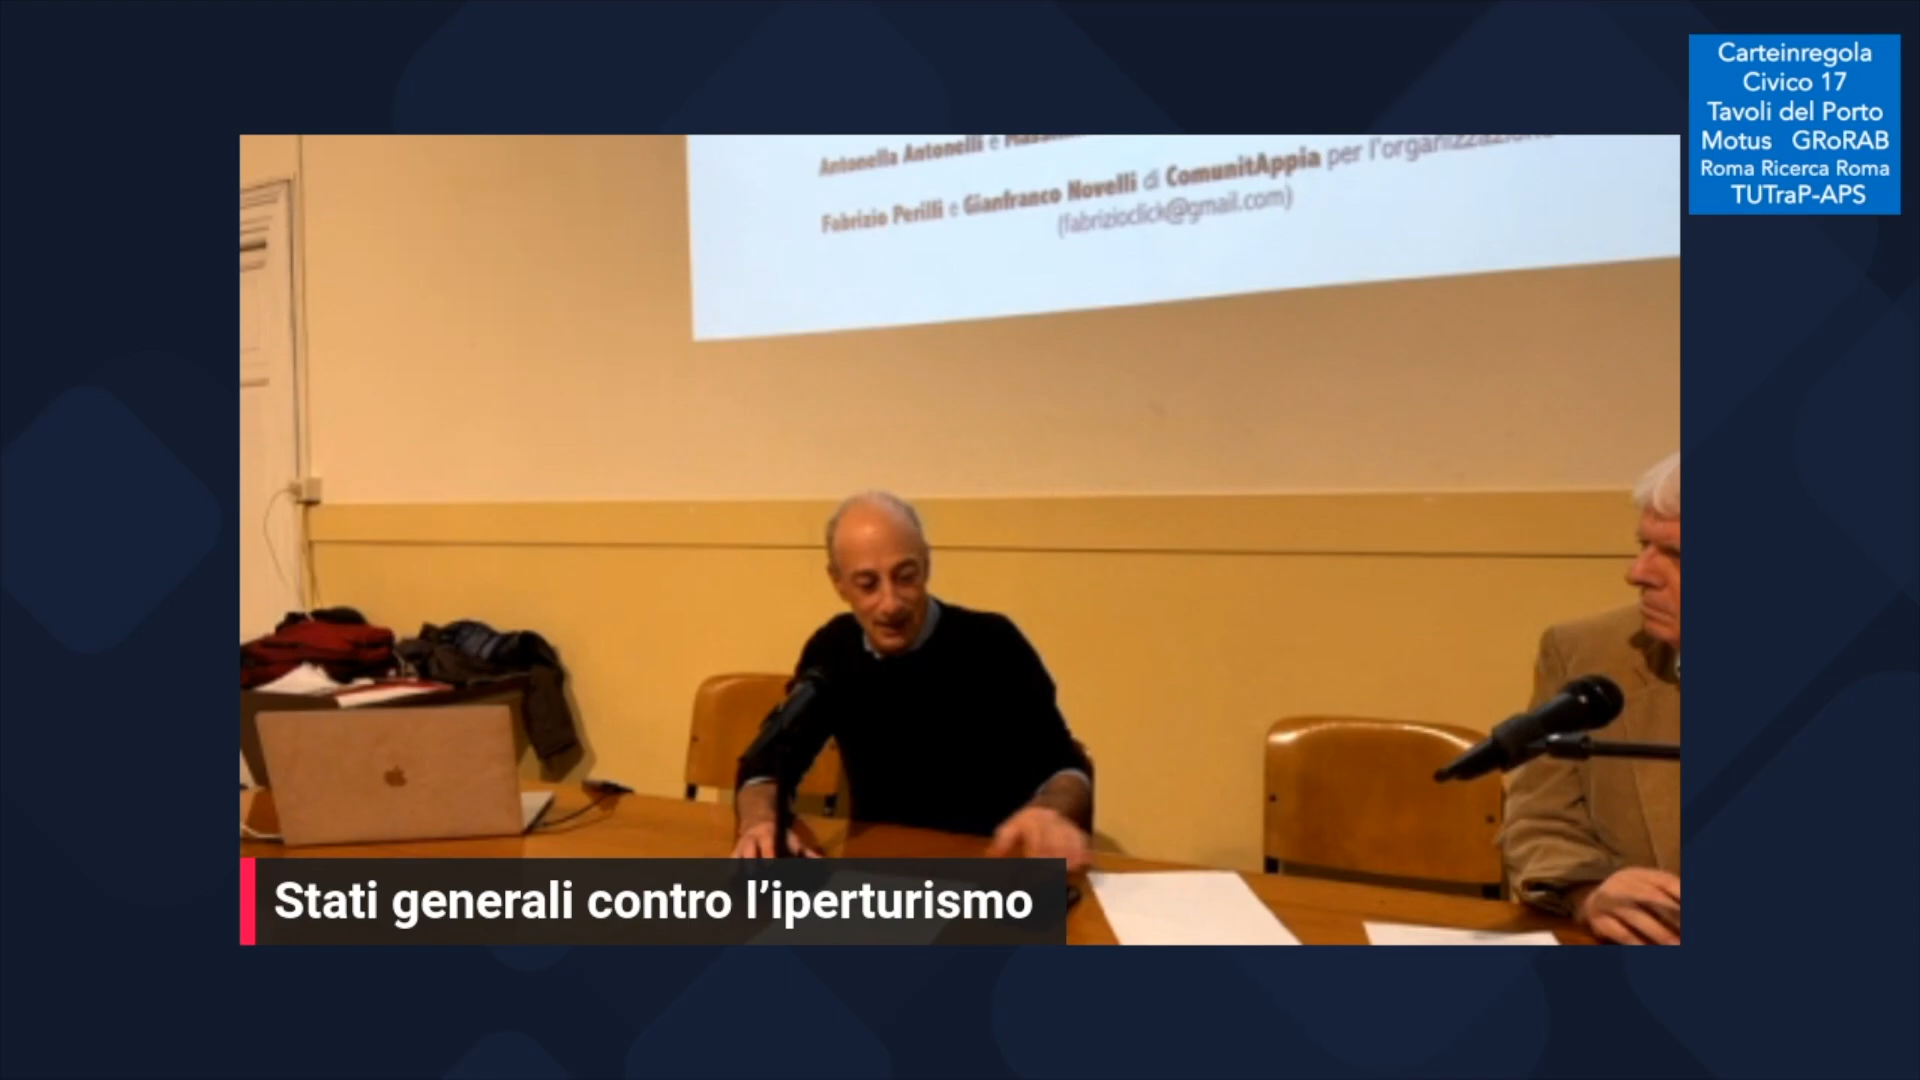 Carteinregola
Civico 17
Tavoli del Porto
Motus GRoRAB
Roma Ricerca Roma
TUTraP-APS
Antonella Antonelli e
Fabrizio Perilli e Gianfranco Novelli di ComunitAppia per l'organizzazione
(fabrizioclick@gmail.com)
Stati generali contro l’iperturismo